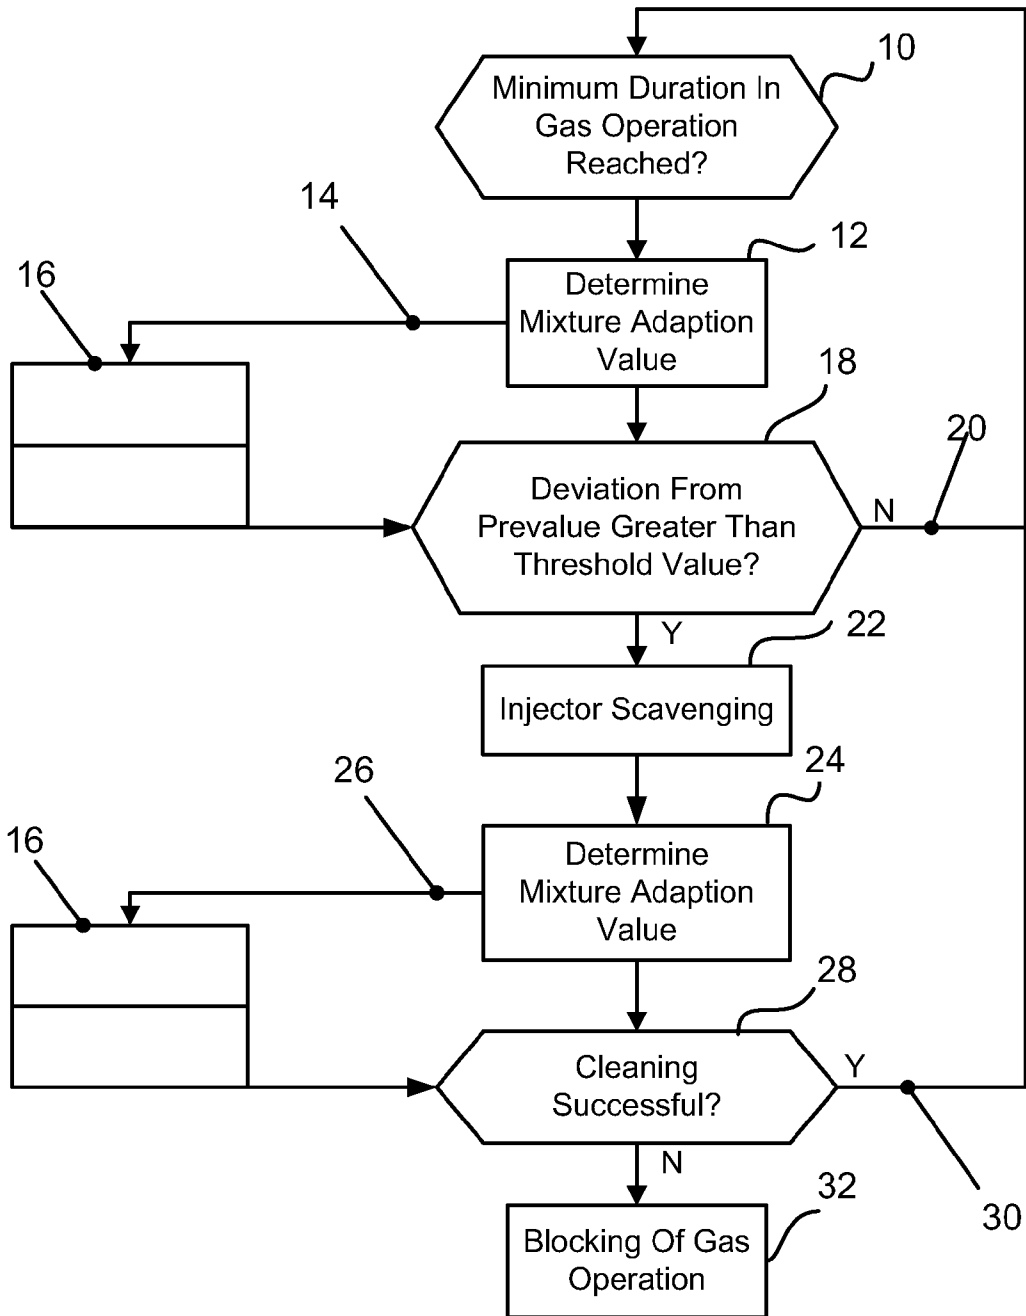 10
Minimum Duration In
Gas Operation
Reached?
14
12
16
Determine
Mixture Adaption
Value
18
20
Deviation From
Prevalue Greater Than
Threshold Value?
N
Y
22
Injector Scavenging
26
24
16
Determine
Mixture Adaption
Value
28
Cleaning
Successful?
Y
N
32
30
Blocking Of Gas
Operation